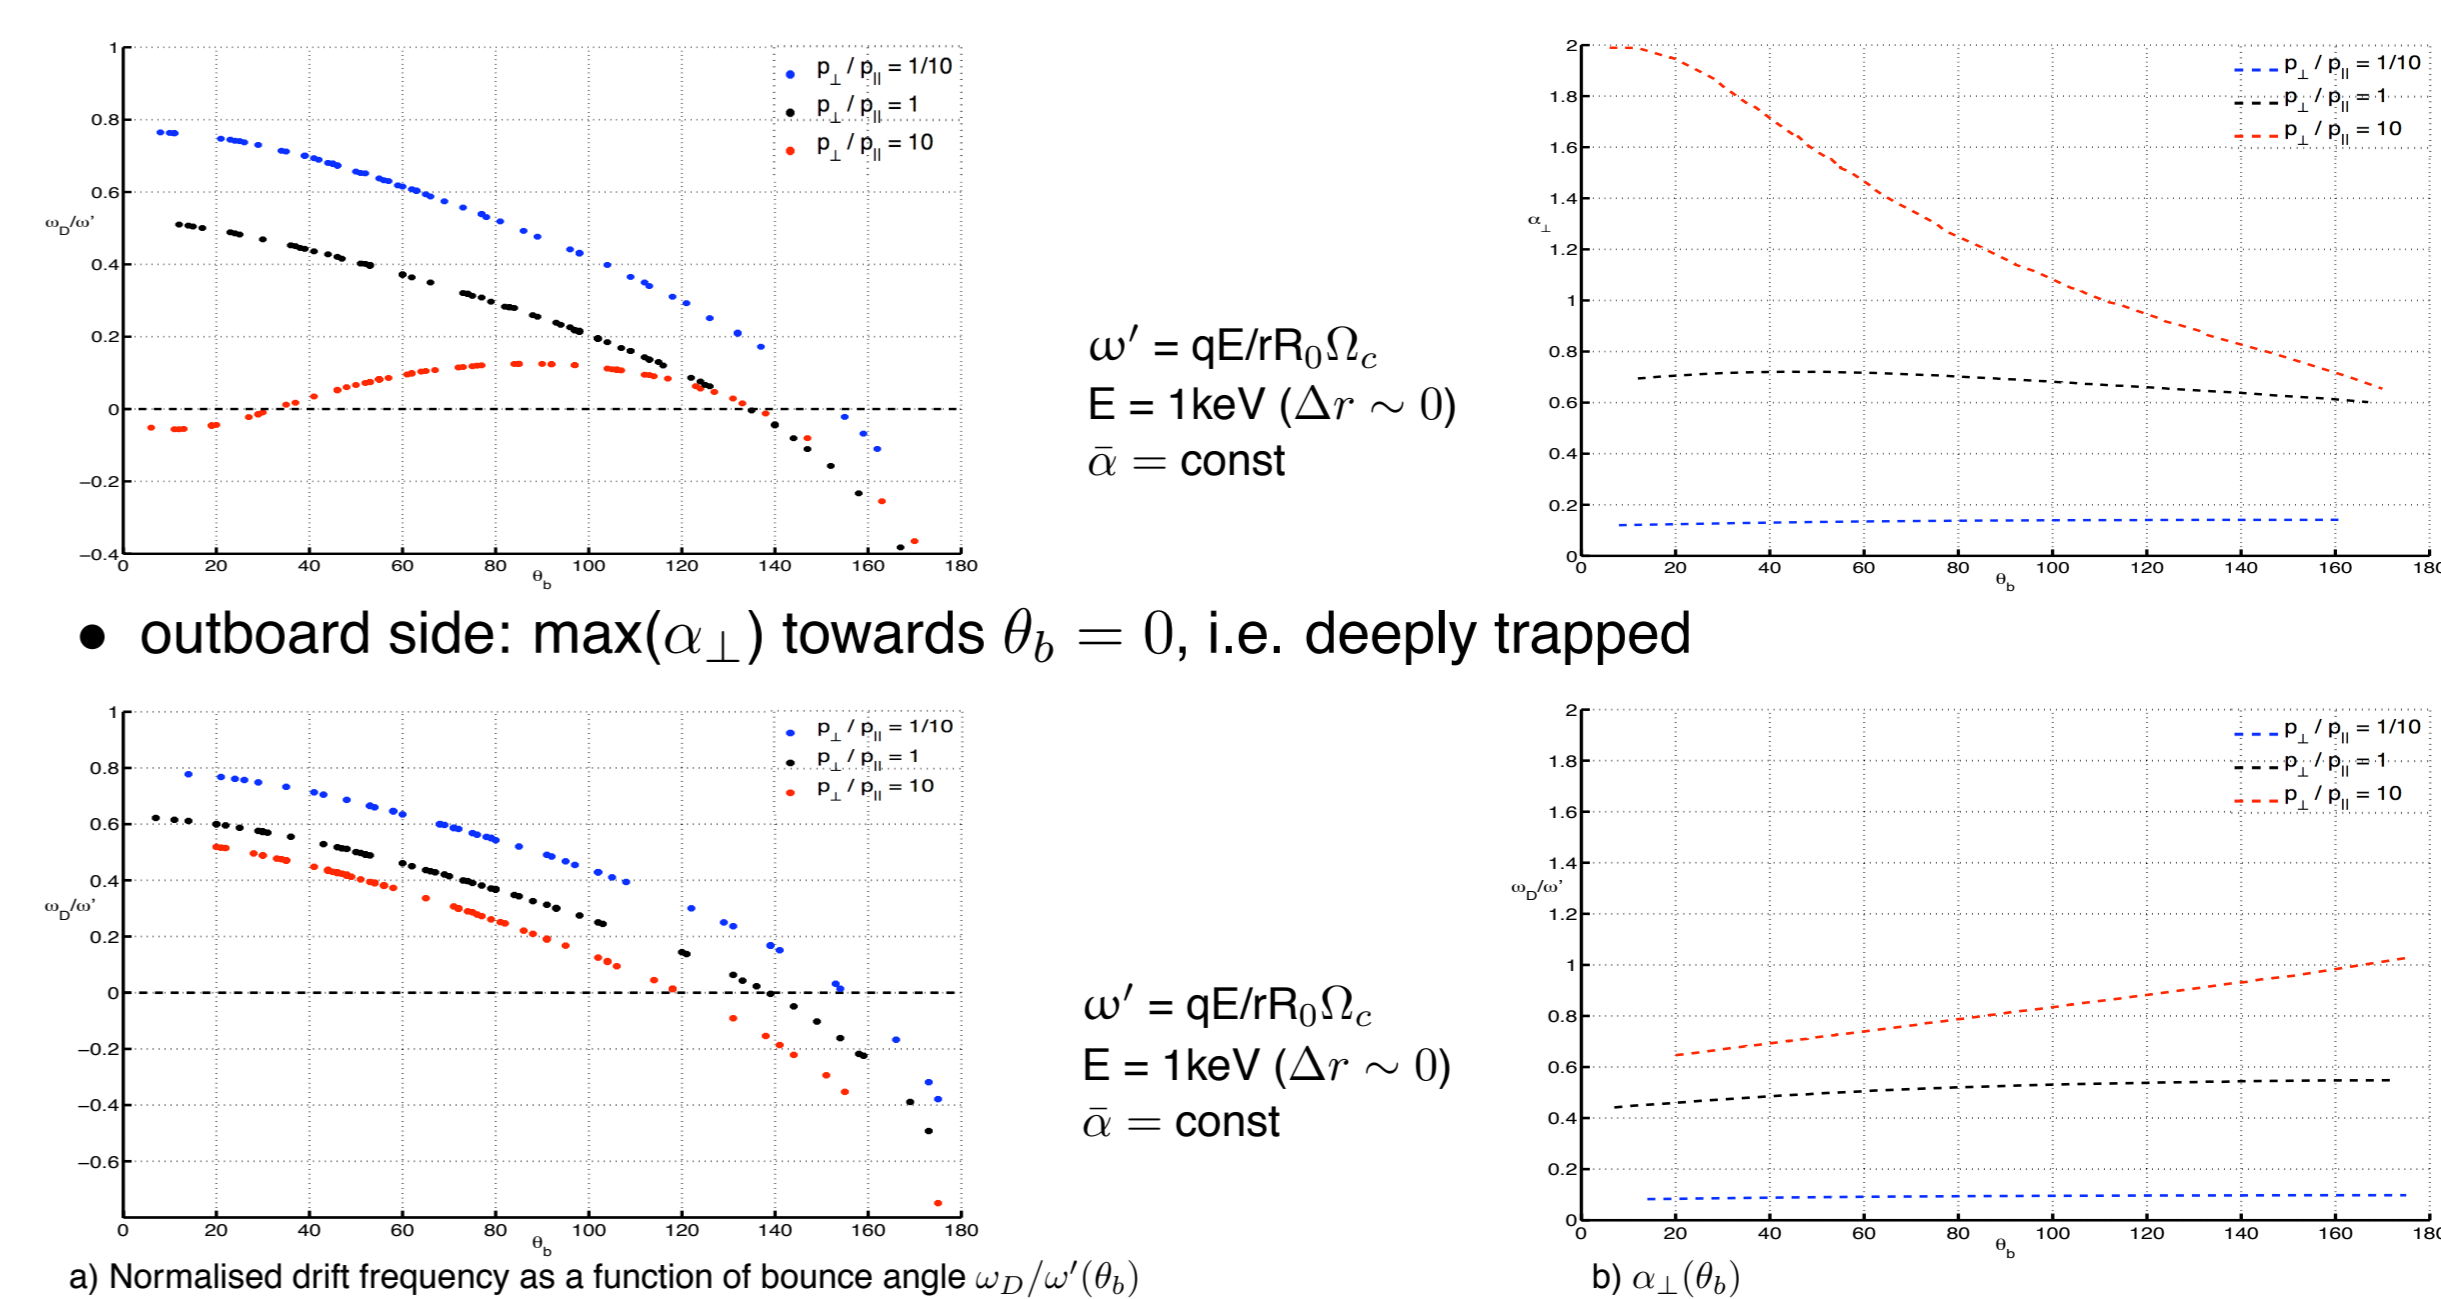 1
0.8
0.6
0.4
0.2
0
−0.2
−0.4
ω_D/ω'
0 20 40 60 80 100 120 140 160 180
θ_b
p_⊥ / p_|| = 1/10
p_⊥ / p_|| = 1
p_⊥ / p_|| = 10
ω′ = qE/rR₀Ω_c
E = 1keV (Δr ∼ 0)
ᾱ = const
2
1.8
1.6
1.4
1.2
1
0.8
0.6
0.4
0.2
0
α_⊥
0 20 40 60 80 100 120 140 160 180
θ_b
p_⊥ / p_|| = 1/10
p_⊥ / p_|| = 1
p_⊥ / p_|| = 10
● outboard side: max(α_⊥) towards θ_b = 0, i.e. deeply trapped
1
0.8
0.6
0.4
0.2
0
−0.2
−0.4
−0.6
ω_D/ω'
0 20 40 60 80 100 120 140 160 180
θ_b
p_⊥ / p_|| = 1/10
p_⊥ / p_|| = 1
p_⊥ / p_|| = 10
ω′ = qE/rR₀Ω_c
E = 1keV (Δr ∼ 0)
ᾱ = const
2
1.8
1.6
1.4
1.2
1
0.8
0.6
0.4
0.2
0
ω_D/ω'
0 20 40 60 80 100 120 140 160 180
θ_b
p_⊥ / p_|| = 1/10
p_⊥ / p_|| = 1
p_⊥ / p_|| = 10
a) Normalised drift frequency as a function of bounce angle ω_D/ω′(θ_b)
b) α_⊥(θ_b)